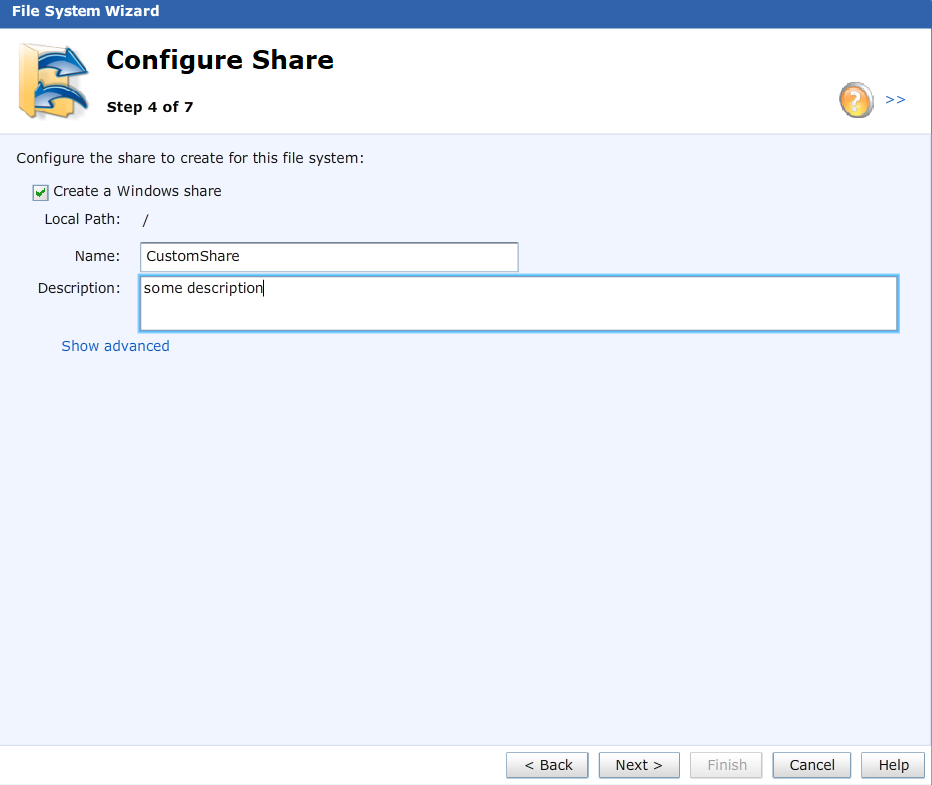 File System Wizard
Configure Share
Step 4 of 7
?
>>
Configure the share to create for this file system:
Create a Windows share
Local Path: /
Name: CustomShare
Description: some description
Show advanced
< Back Next > Finish Cancel Help